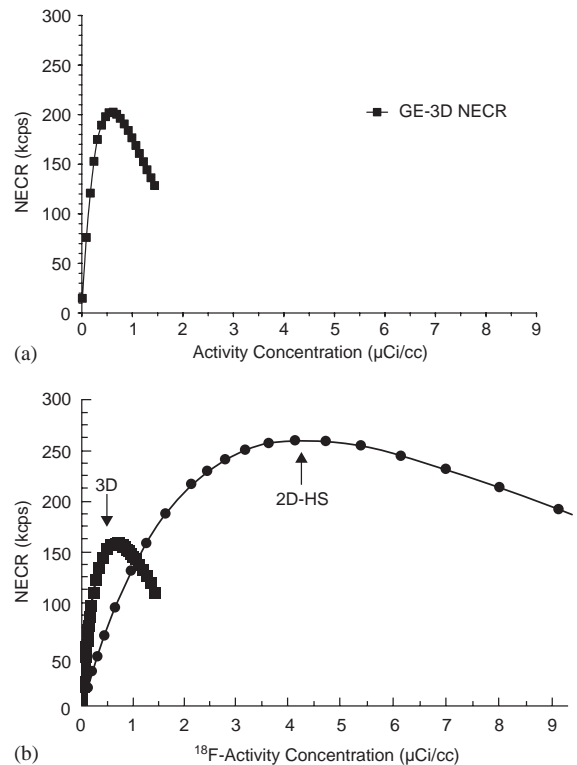 300
250
200
150
100
50
0
NECR (kcps)
GE-3D NECR
0 1 2 3 4 5 6 7 8 9
(a)
Activity Concentration (µCi/cc)
300
250
200
150
100
50
0
NECR (kcps)
3D
2D-HS
0 1 2 3 4 5 6 7 8 9
(b)
¹⁸F-Activity Concentration (µCi/cc)